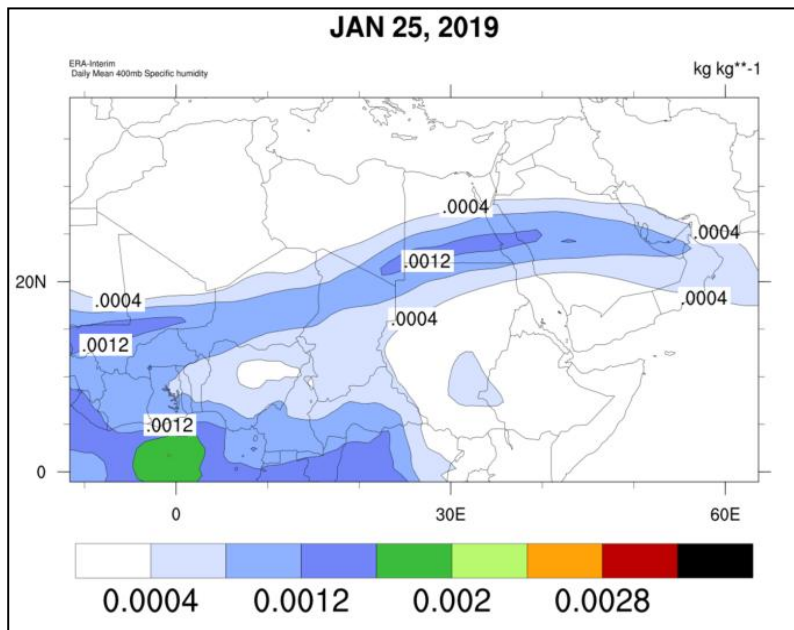 JAN 25, 2019
ERA-Interim
Daily Mean 400mb Specific humidity
kg kg**-1
.0004
.0004
.0012
20N
.0004
.0004
.0004
.0012
.0012
0
0
30E
60E
0.0004
0.0012
0.002
0.0028